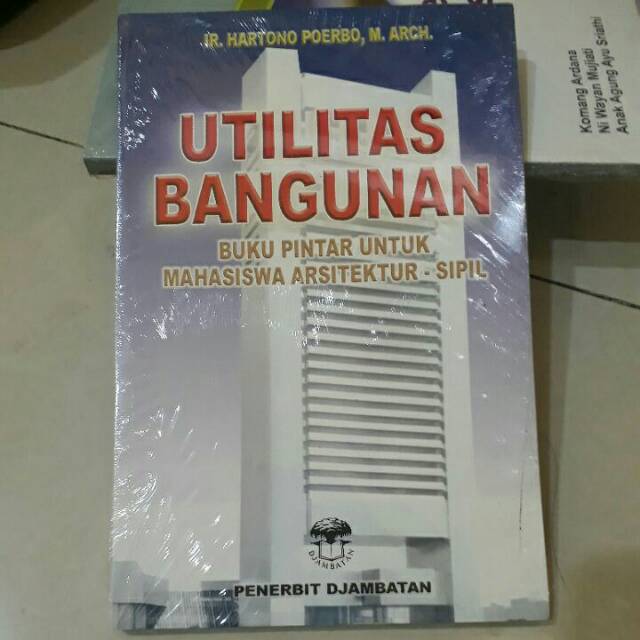 IR. HARTONO POERBO, M. ARCH.
UTILITAS
BANGUNAN
BUKU PINTAR UNTUK
MAHASISWA ARSITEKTUR - SIPIL
DJAMBATAN
PENERBIT DJAMBATAN
Komang Ardana
Ni Wayan Mujiati
Anak Agung Ayu Sriathi